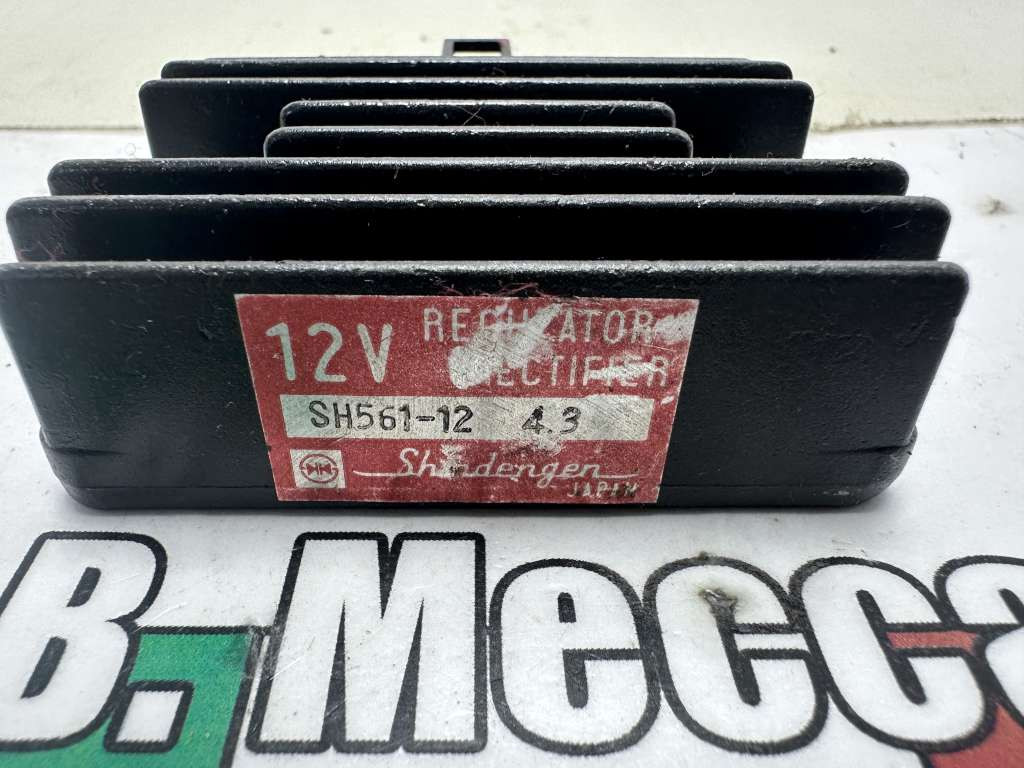 12V REGULATOR
RECTIFIER
SH561-12 4.3
Shindengen
JAPAN
B.Mecca